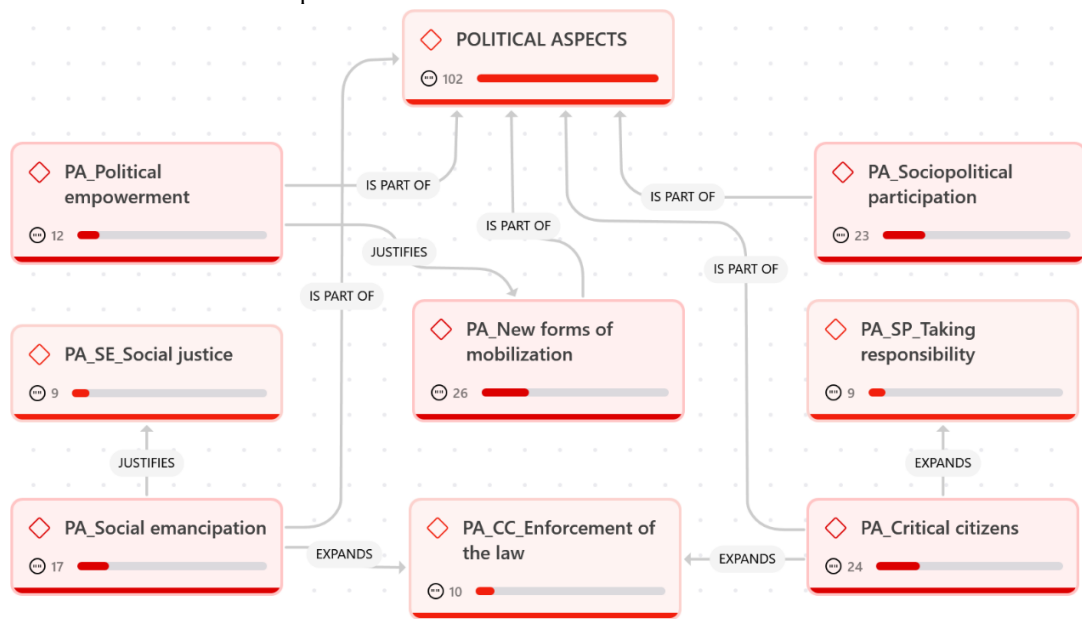 POLITICAL ASPECTS
102
PA_Political
empowerment
12
IS PART OF
JUSTIFIES
IS PART OF
IS PART OF
IS PART OF
IS PART OF
PA_Sociopolitical
participation
23
PA_SE_Social justice
9
PA_New forms of
mobilization
26
PA_SP_Taking
responsibility
9
JUSTIFIES
EXPANDS
PA_Social emancipation
17
EXPANDS
PA_CC_Enforcement of
the law
10
EXPANDS
PA_Critical citizens
24